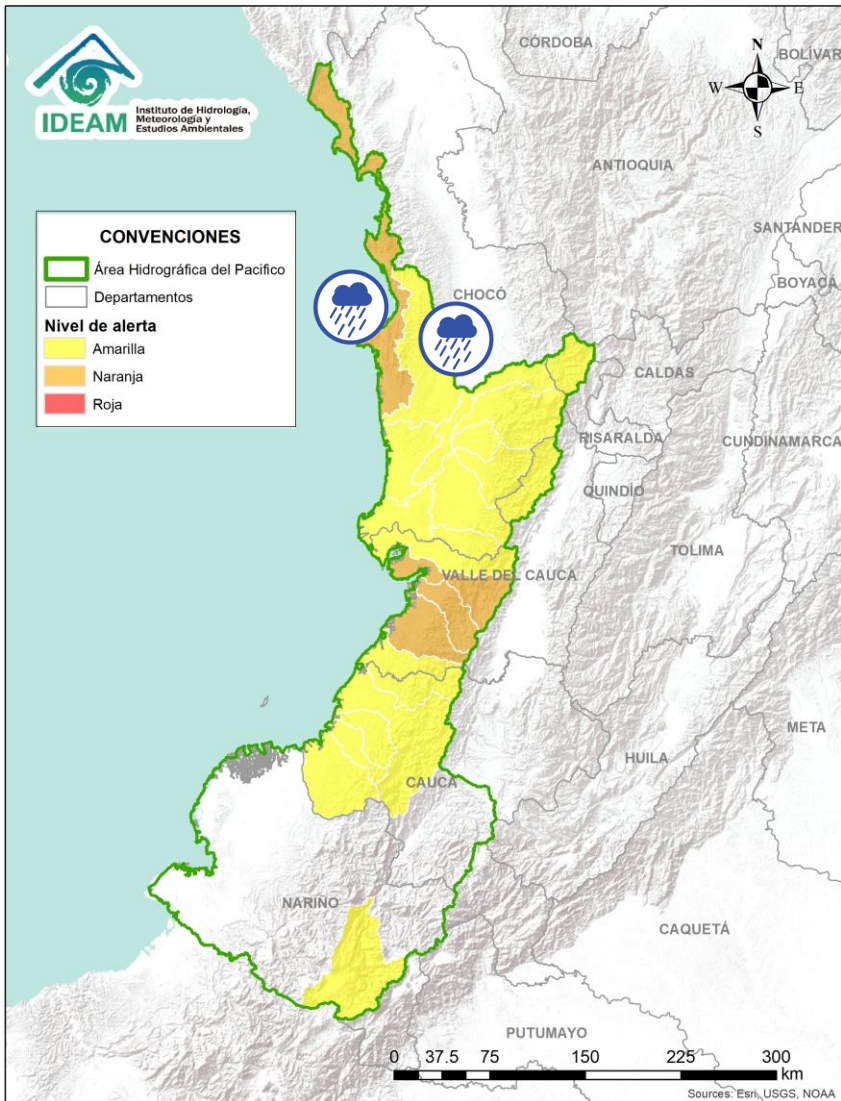 IDEAM
Instituto de Hidrología,
Meteorología y
Estudios Ambientales
CÓRDOBA
BOLÍVAR
N
W
E
S
ANTIOQUIA
SANTANDER
BOYACÁ
CONVENCIONES
Área Hidrográfica del Pacifico
Departamentos
Nivel de alerta
Amarilla
Naranja
Roja
CHOCÓ
CALDAS
RISARALDA
CUNDINAMARCA
QUINDÍO
TOLIMA
VALLE DEL CAUCA
META
HUILA
CAUCA
NARIÑO
CAQUETÁ
PUTUMAYO
0 37.5 75 150 225 300
km
Sources: Esri, USGS, NOAA